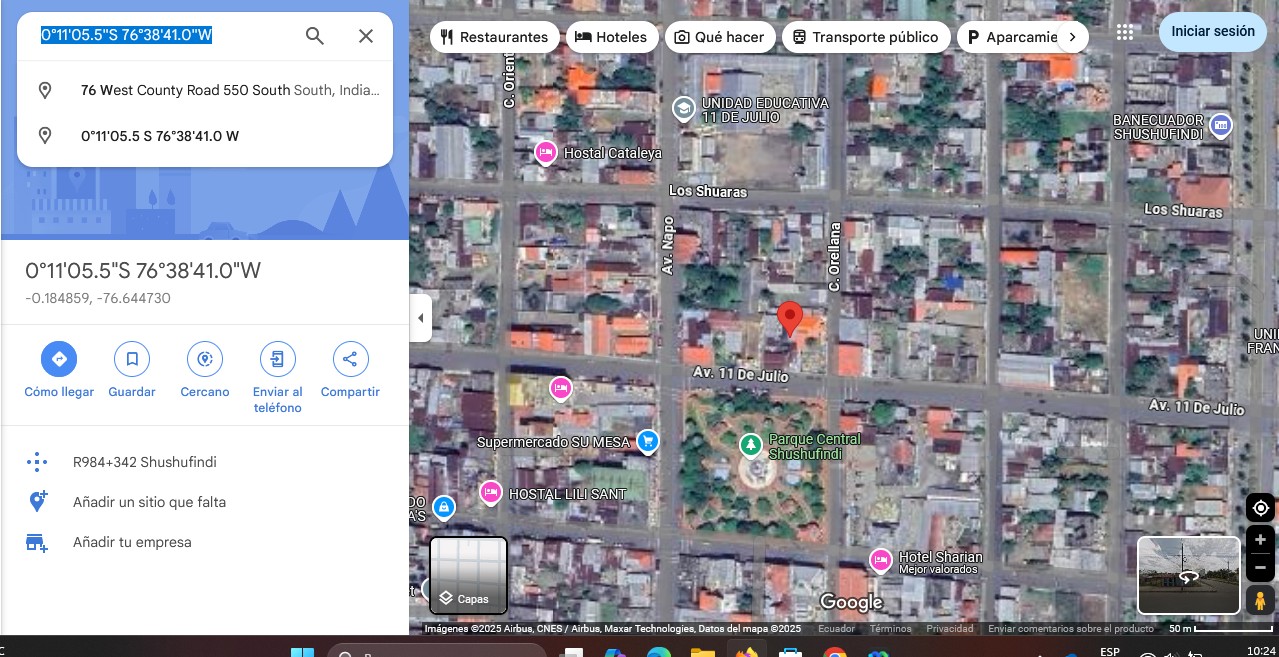 0°11'05.5"S 76°38'41.0"W
76 West County Road 550 South South, India...
0°11'05.5 S 76°38'41.0 W
0°11'05.5"S 76°38'41.0"W
-0.184859, -76.644730
Cómo llegar
Guardar
Cercano
Enviar al
teléfono
Compartir
R984+342 Shushufindi
Añadir un sitio que falta
Añadir tu empresa
Restaurantes
Hoteles
Qué hacer
Transporte público
Aparcamie
Iniciar sesión
C. Orient
UNIDAD EDUCATIVA
11 DE JULIO
BANECUADOR
SHUSHUFINDI
Hostal Cataleya
Los Shuaras
Los Shuaras
Av. Napo
C. Orellana
UNI
FRAN
Av. 11 De Julio
Av. 11 De Julio
Supermercado SU MESA
Parque Central
Shushufindi
HOSTAL LILI SANT
DO
A'S
Hotel Sharian
Mejor valorados
Capas
Google
Imágenes ©2025 Airbus, CNES / Airbus, Maxar Technologies, Datos del mapa ©2025
Ecuador
Términos
Privacidad
Enviar comentarios sobre el producto
50 m
ESP
10:24